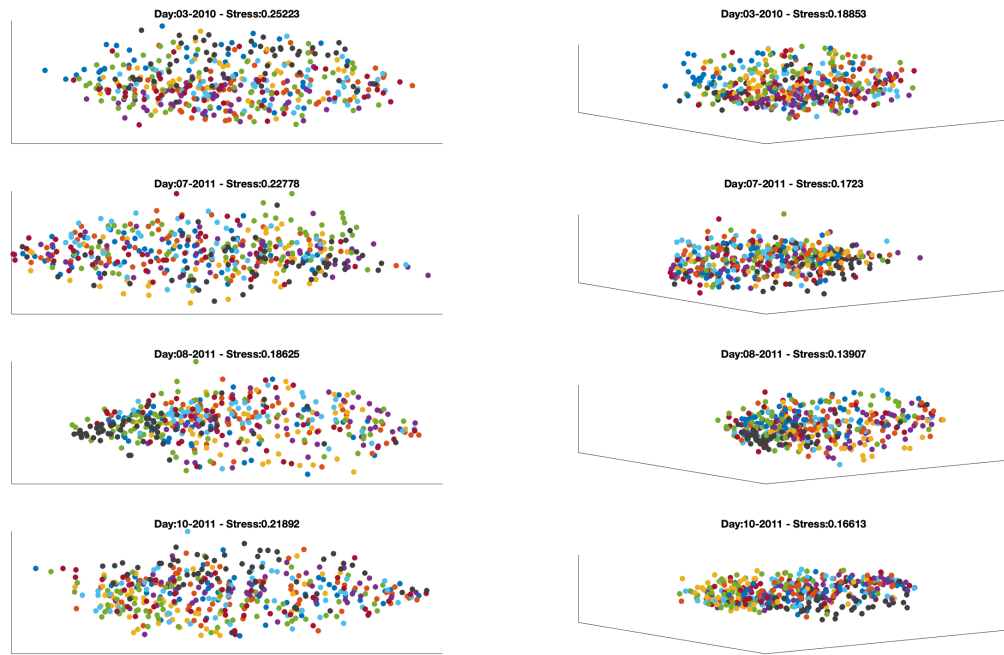 Day:03-2010 - Stress:0.25223
Day:03-2010 - Stress:0.18853
Day:07-2011 - Stress:0.22778
Day:07-2011 - Stress:0.1723
Day:08-2011 - Stress:0.18625
Day:08-2011 - Stress:0.13907
Day:10-2011 - Stress:0.21892
Day:10-2011 - Stress:0.16613